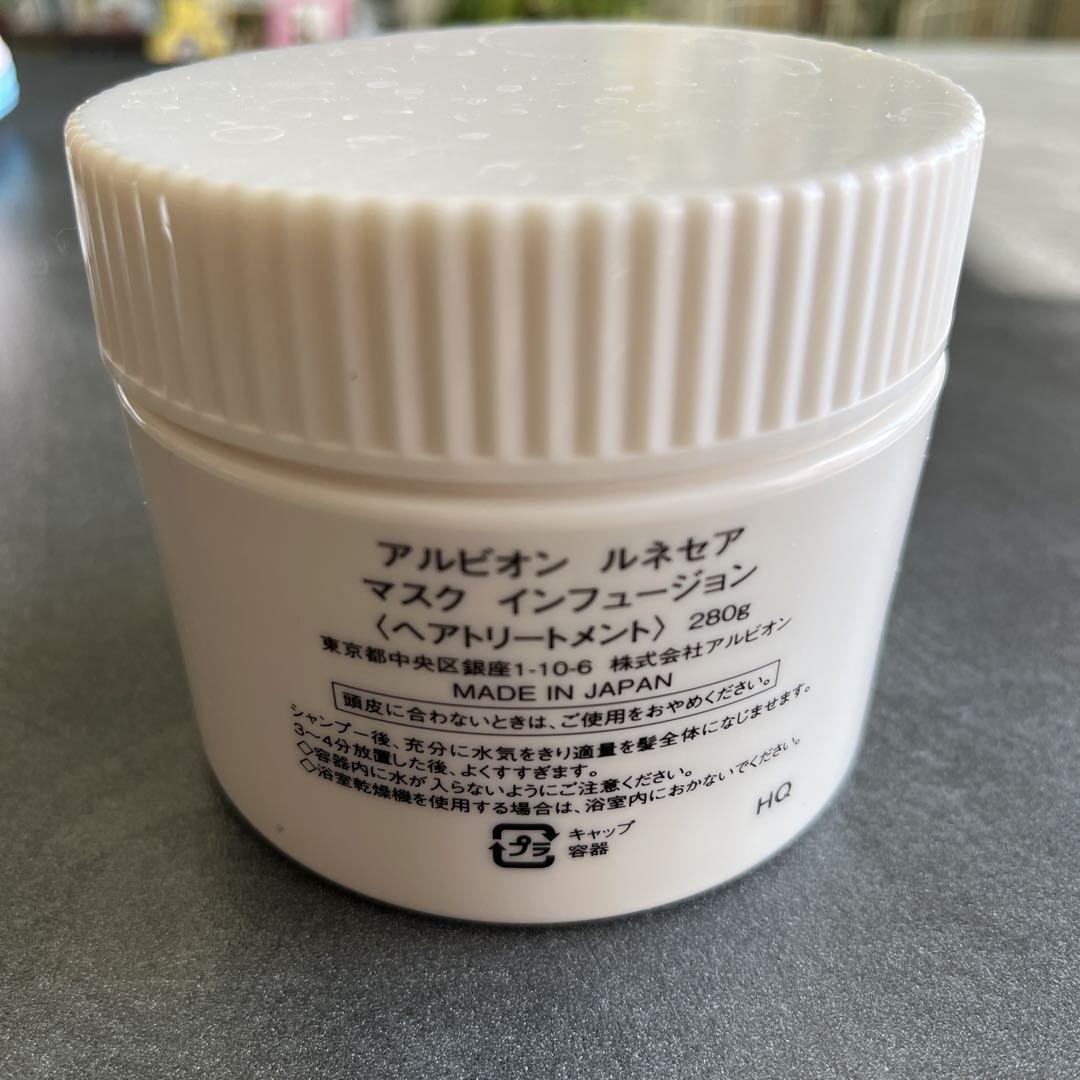 アルビオン ルネセア
マスク インフュージョン
〈ヘアトリートメント〉 280g
東京都中央区銀座1-10-6 株式会社アルビオン
MADE IN JAPAN
頭皮に合わないときは、ご使用をおやめください。
シャンプー後、充分に水気をきり適量を髪全体になじませます。
3〜4分放置した後、よくすすぎます。
◇容器内に水が入らないようにご注意ください。
◇浴室乾燥機を使用する場合は、浴室内におかないでください。
HQ
プラ
キャップ
容器